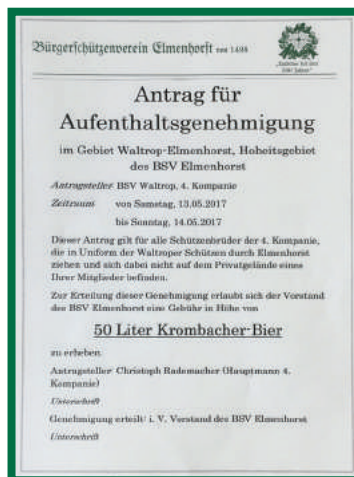 Bürgerschützenverein Elmenhorst von 1498
Antrag für
Aufenthaltsgenehmigung
im Gebiet Waltrop-Elmenhorst, Hoheitsgebiet
des BSV Elmenhorst
Antragsteller BSV Waltrop, 4. Kompanie
Zeitraum von Samstag, 13.05.2017
bis Sonntag, 14.05.2017
Dieser Antrag gilt für alle Schützenbrüder der 4. Kompanie,
die in Uniform der Waltroper Schützen durch Elmenhorst
ziehen und sich dabei nicht auf dem Privatgelände eines
Ihrer Mitglieder befinden.
Zur Erteilung dieser Genehmigung erlaubt sich der Vorstand
des BSV Elmenhorst eine Gebühr in Höhe von
50 Liter Krombacher-Bier
zu erheben.
Antragsteller Christoph Rademacher (Hauptmann 4.
Kompanie)
Unterschrift
Genehmigung erteilt/ i. V. Vorstand des BSV Elmenhorst
Unterschrift